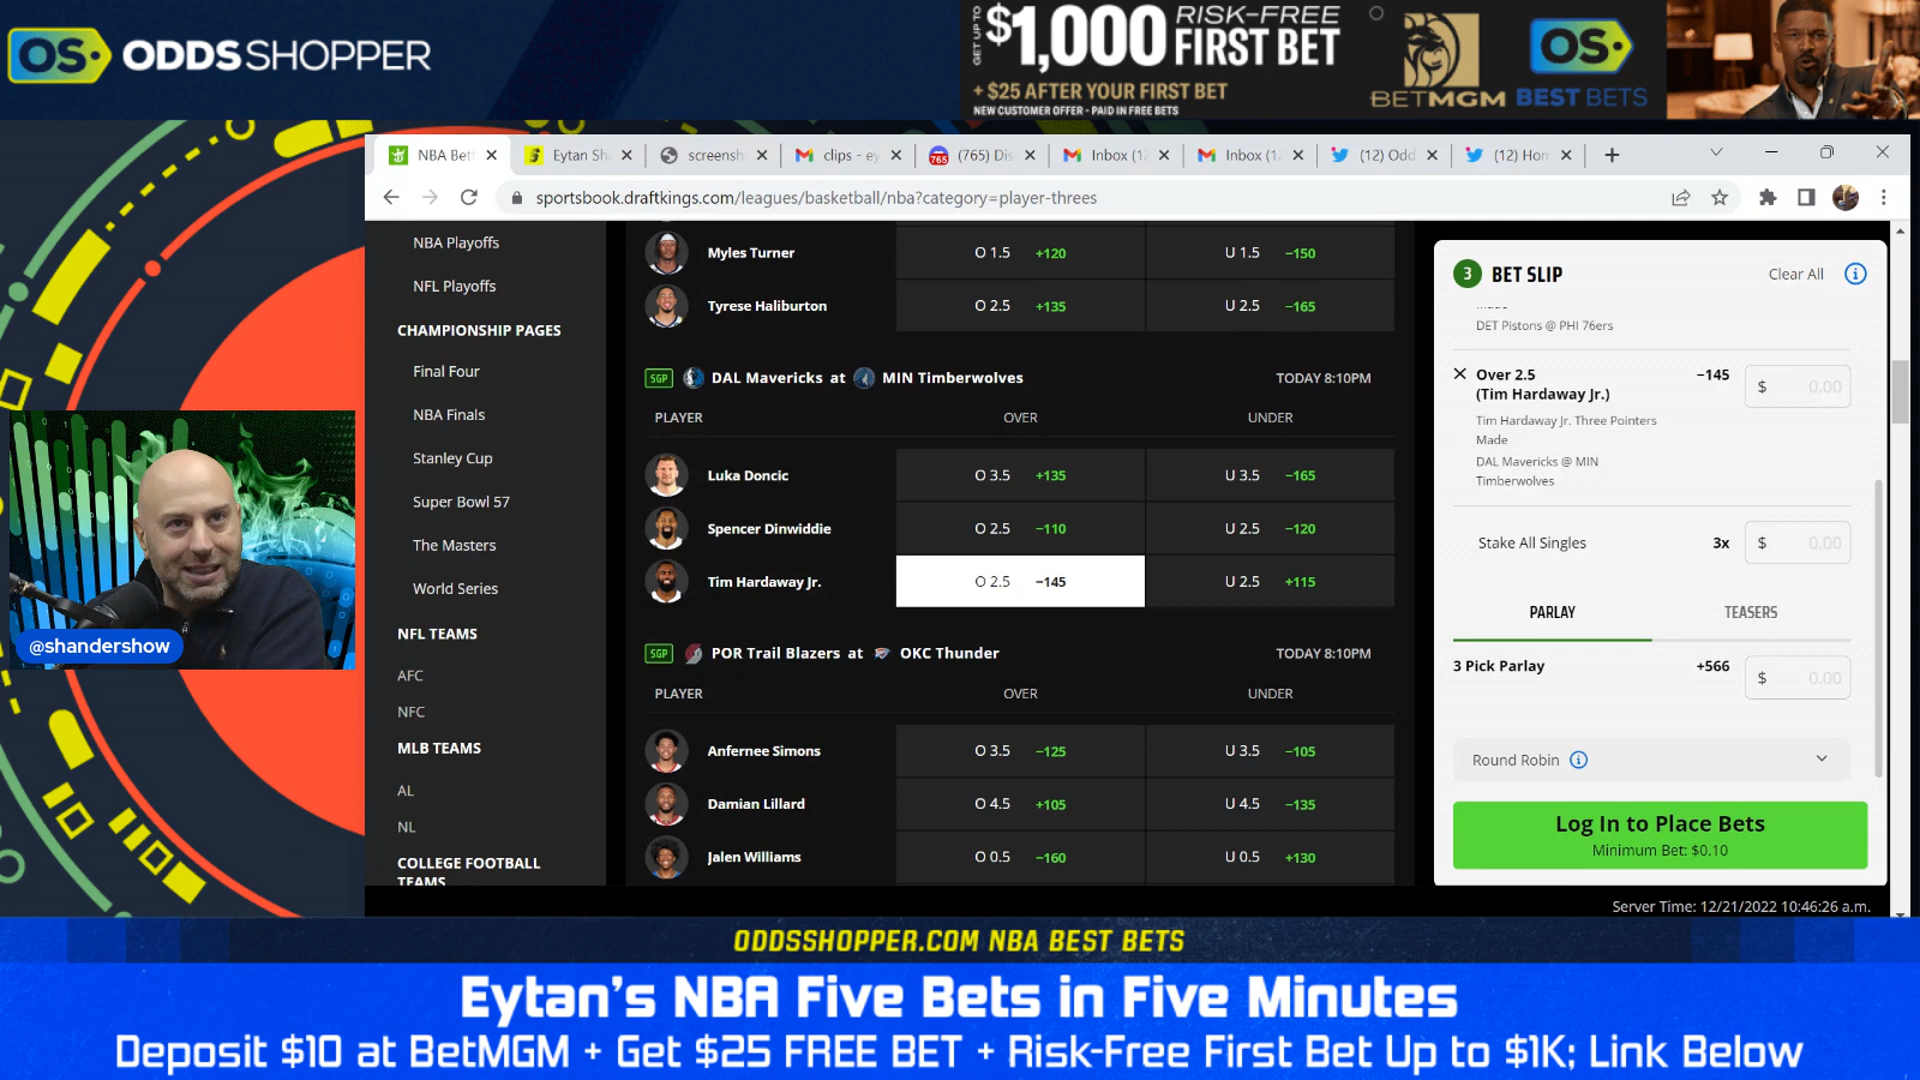 OS ODDSSHOPPER
GET UP TO $1,000 RISK-FREE FIRST BET
+ $25 AFTER YOUR FIRST BET
NEW CUSTOMER OFFER - PAID IN FREE BETS
BETMGM
OS
BEST BETS
NBA Bet
Eytan Sh
screensh
clips - ey
(765) Dis
Inbox (1
Inbox (1
(12) Odd
(12) Hon
sportsbook.draftkings.com/leagues/basketball/nba?category=player-threes
NBA Playoffs
NFL Playoffs
CHAMPIONSHIP PAGES
Final Four
NBA Finals
Stanley Cup
Super Bowl 57
The Masters
World Series
NFL TEAMS
AFC
NFC
MLB TEAMS
AL
NL
COLLEGE FOOTBALL
TEAMS
Myles Turner O 1.5 +120 U 1.5 −150
Tyrese Haliburton O 2.5 +135 U 2.5 −165
SGP DAL Mavericks at MIN Timberwolves TODAY 8:10PM
PLAYER OVER UNDER
Luka Doncic O 3.5 +135 U 3.5 −165
Spencer Dinwiddie O 2.5 −110 U 2.5 −120
Tim Hardaway Jr. O 2.5 −145 U 2.5 +115
SGP POR Trail Blazers at OKC Thunder TODAY 8:10PM
PLAYER OVER UNDER
Anfernee Simons O 3.5 −125 U 3.5 −105
Damian Lillard O 4.5 +105 U 4.5 −135
Jalen Williams O 0.5 −160 U 0.5 +130
3 BET SLIP Clear All
DET Pistons @ PHI 76ers
Over 2.5 −145 $ 0.00
(Tim Hardaway Jr.)
Tim Hardaway Jr. Three Pointers
Made
DAL Mavericks @ MIN
Timberwolves
Stake All Singles 3x $ 0.00
PARLAY TEASERS
3 Pick Parlay +566 $ 0.00
Round Robin
Log In to Place Bets
Minimum Bet: $0.10
Server Time: 12/21/2022 10:46:26 a.m.
@shandershow
ODDSSHOPPER.COM NBA BEST BETS
Eytan's NBA Five Bets in Five Minutes
Deposit $10 at BetMGM + Get $25 FREE BET + Risk-Free First Bet Up to $1K; Link Below